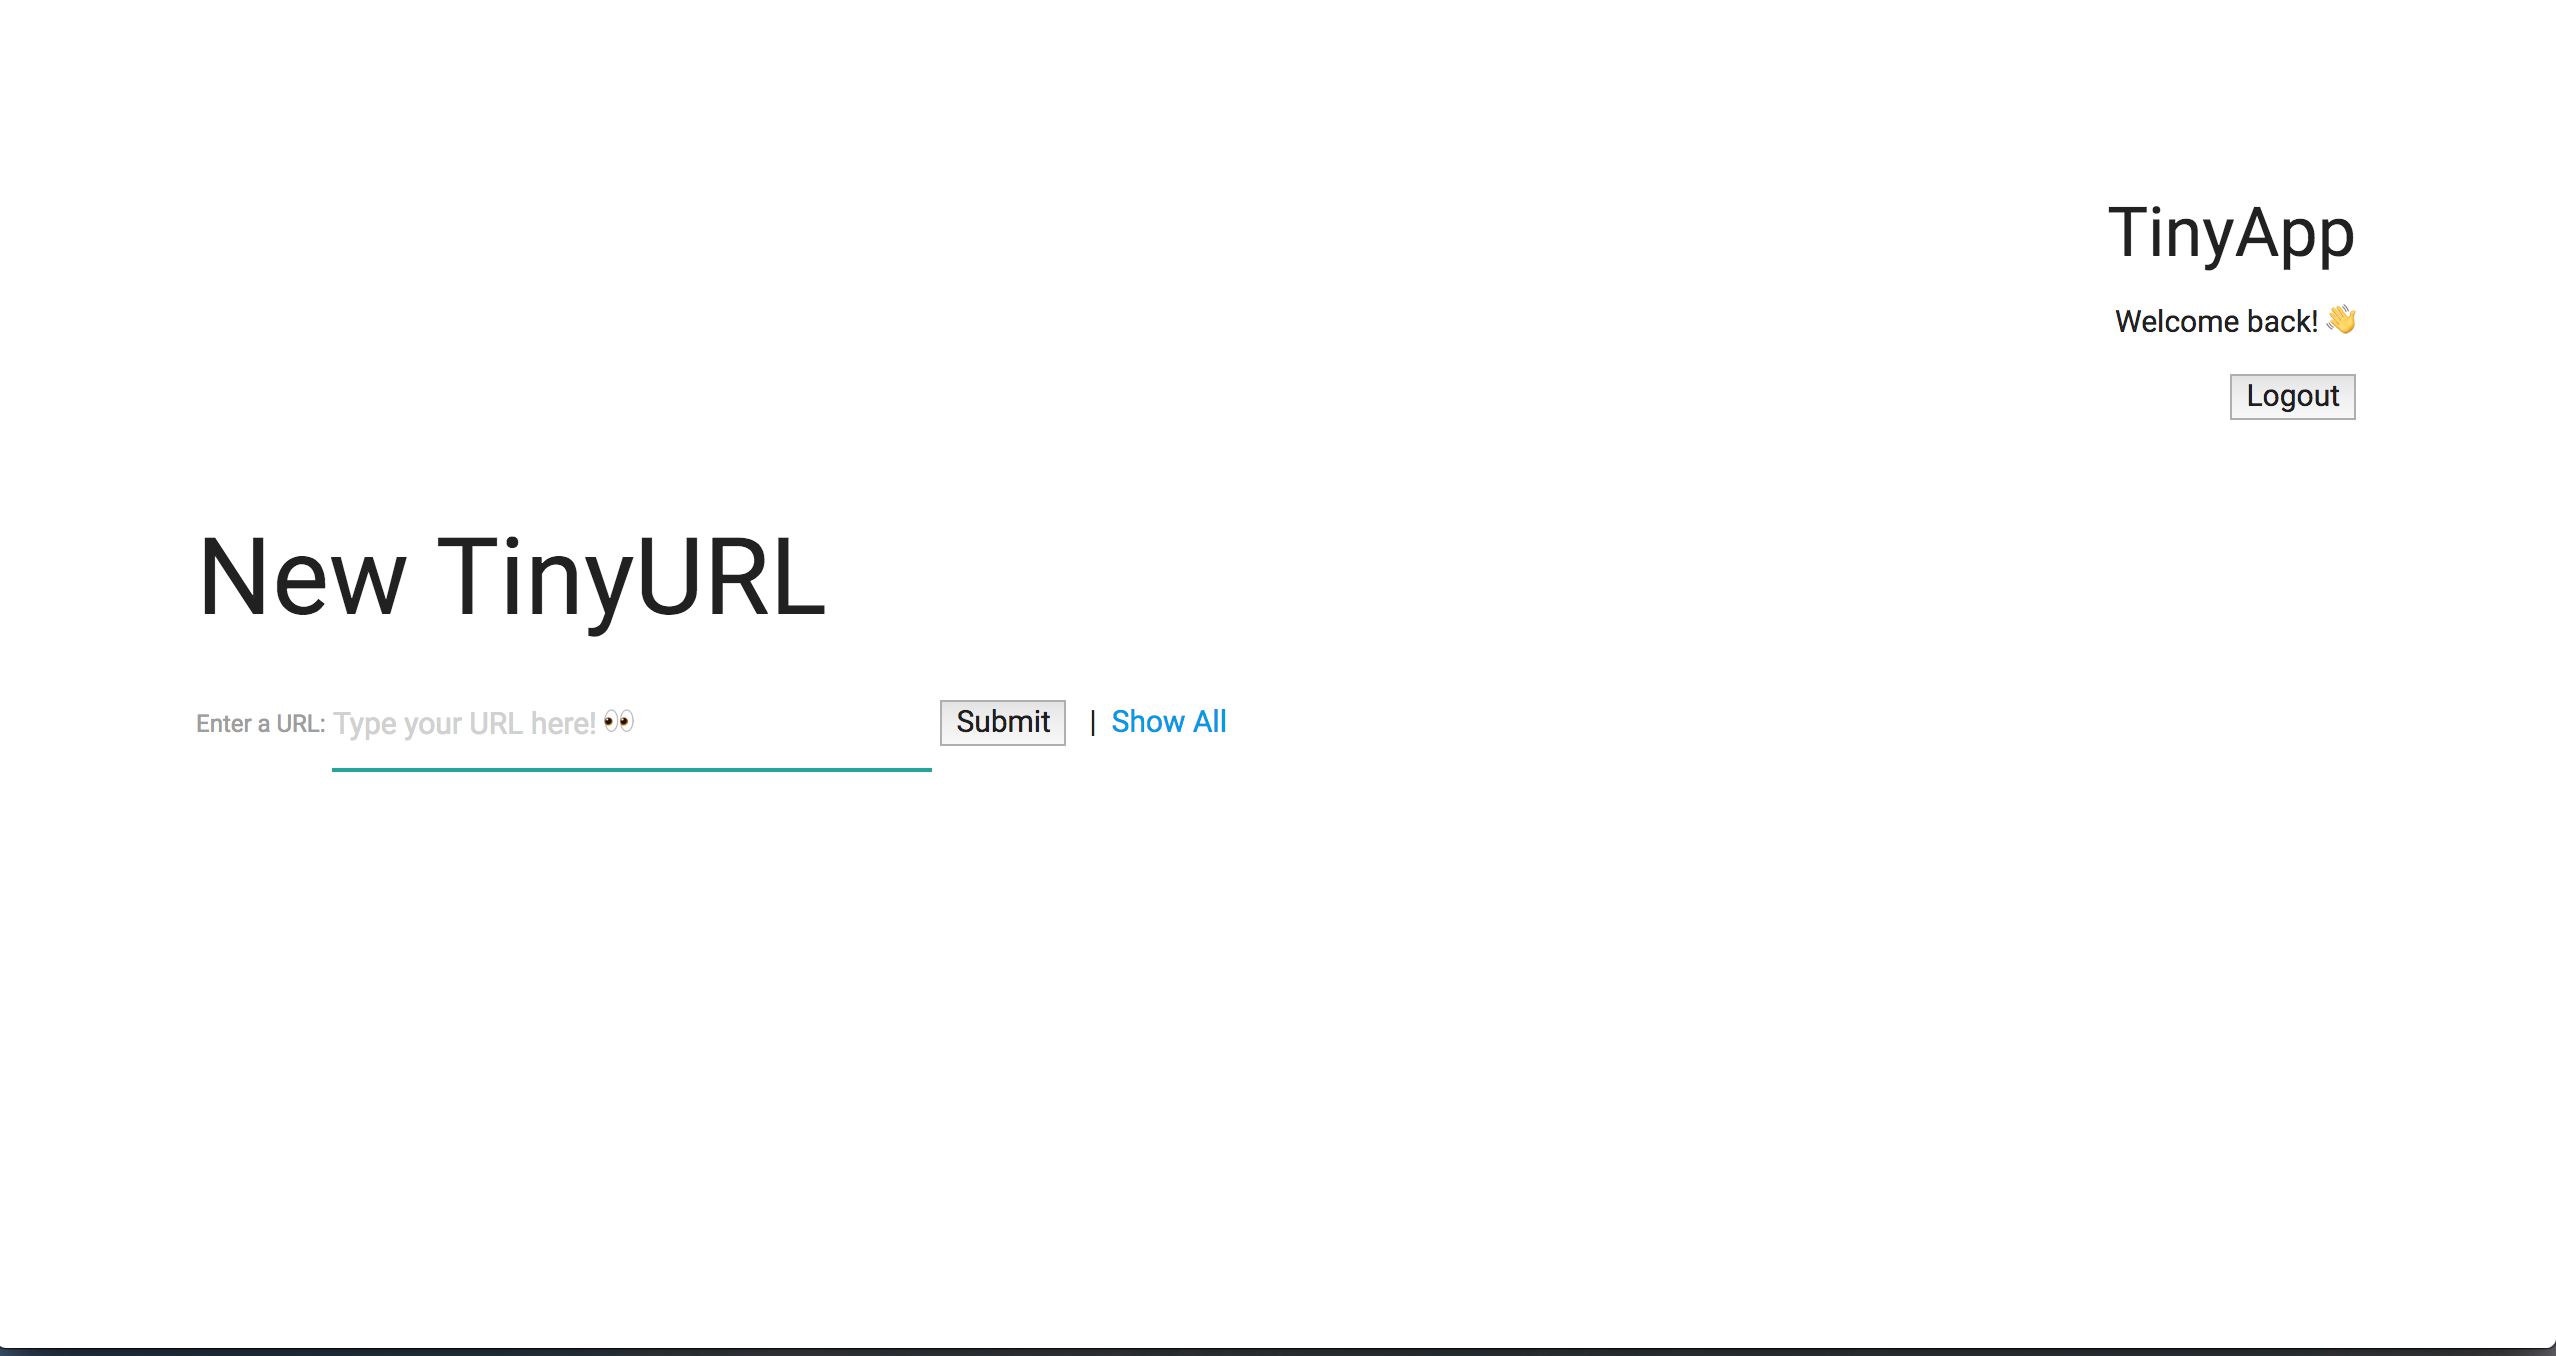 TinyApp
Welcome back! 👋
Logout
New TinyURL
Enter a URL: Type your URL here! 👀 Submit | Show All